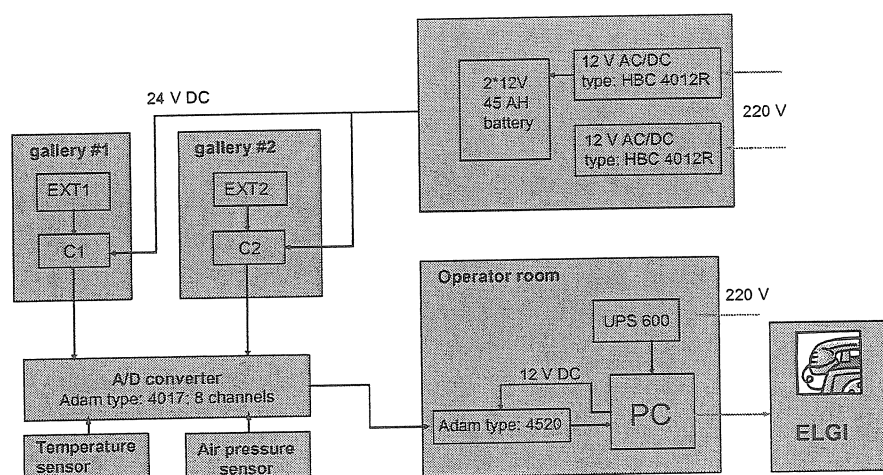 12 V AC/DC
type: HBC 4012R
2*12V
45 AH
battery
220 V
12 V AC/DC
type: HBC 4012R
24 V DC
gallery #1
gallery #2
EXT1
EXT2
C1
C2
Operator room
220 V
UPS 600
A/D converter
Adam type: 4017: 8 channels
12 V DC
Adam type: 4520
PC
ELGI
Temperature
sensor
Air pressure
sensor